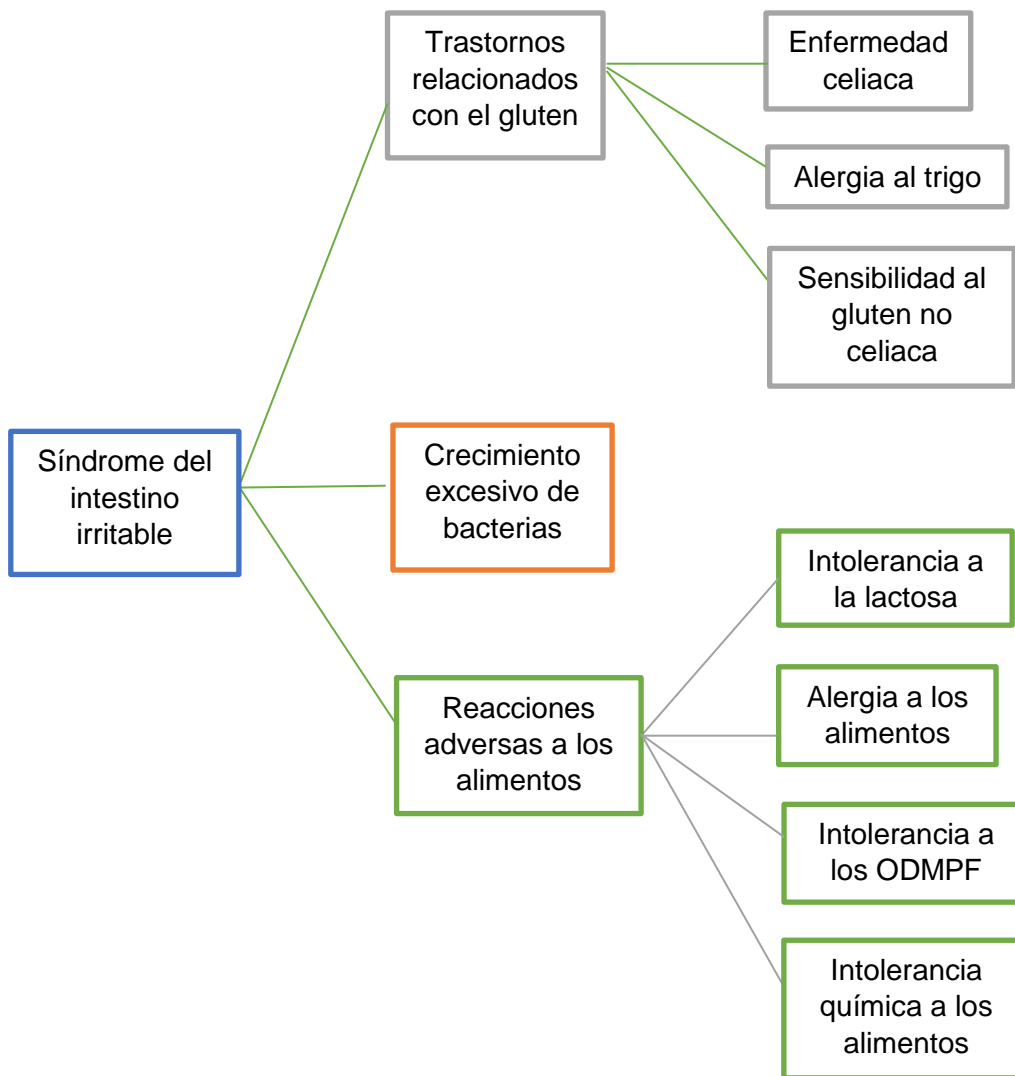 Trastornos
relacionados
con el gluten
Enfermedad
celiaca
Alergia al trigo
Sensibilidad al
gluten no
celiaca
Síndrome del
intestino
irritable
Crecimiento
excesivo de
bacterias
Reacciones
adversas a los
alimentos
Intolerancia a
la lactosa
Alergia a los
alimentos
Intolerancia a
los ODMPF
Intolerancia
química a los
alimentos